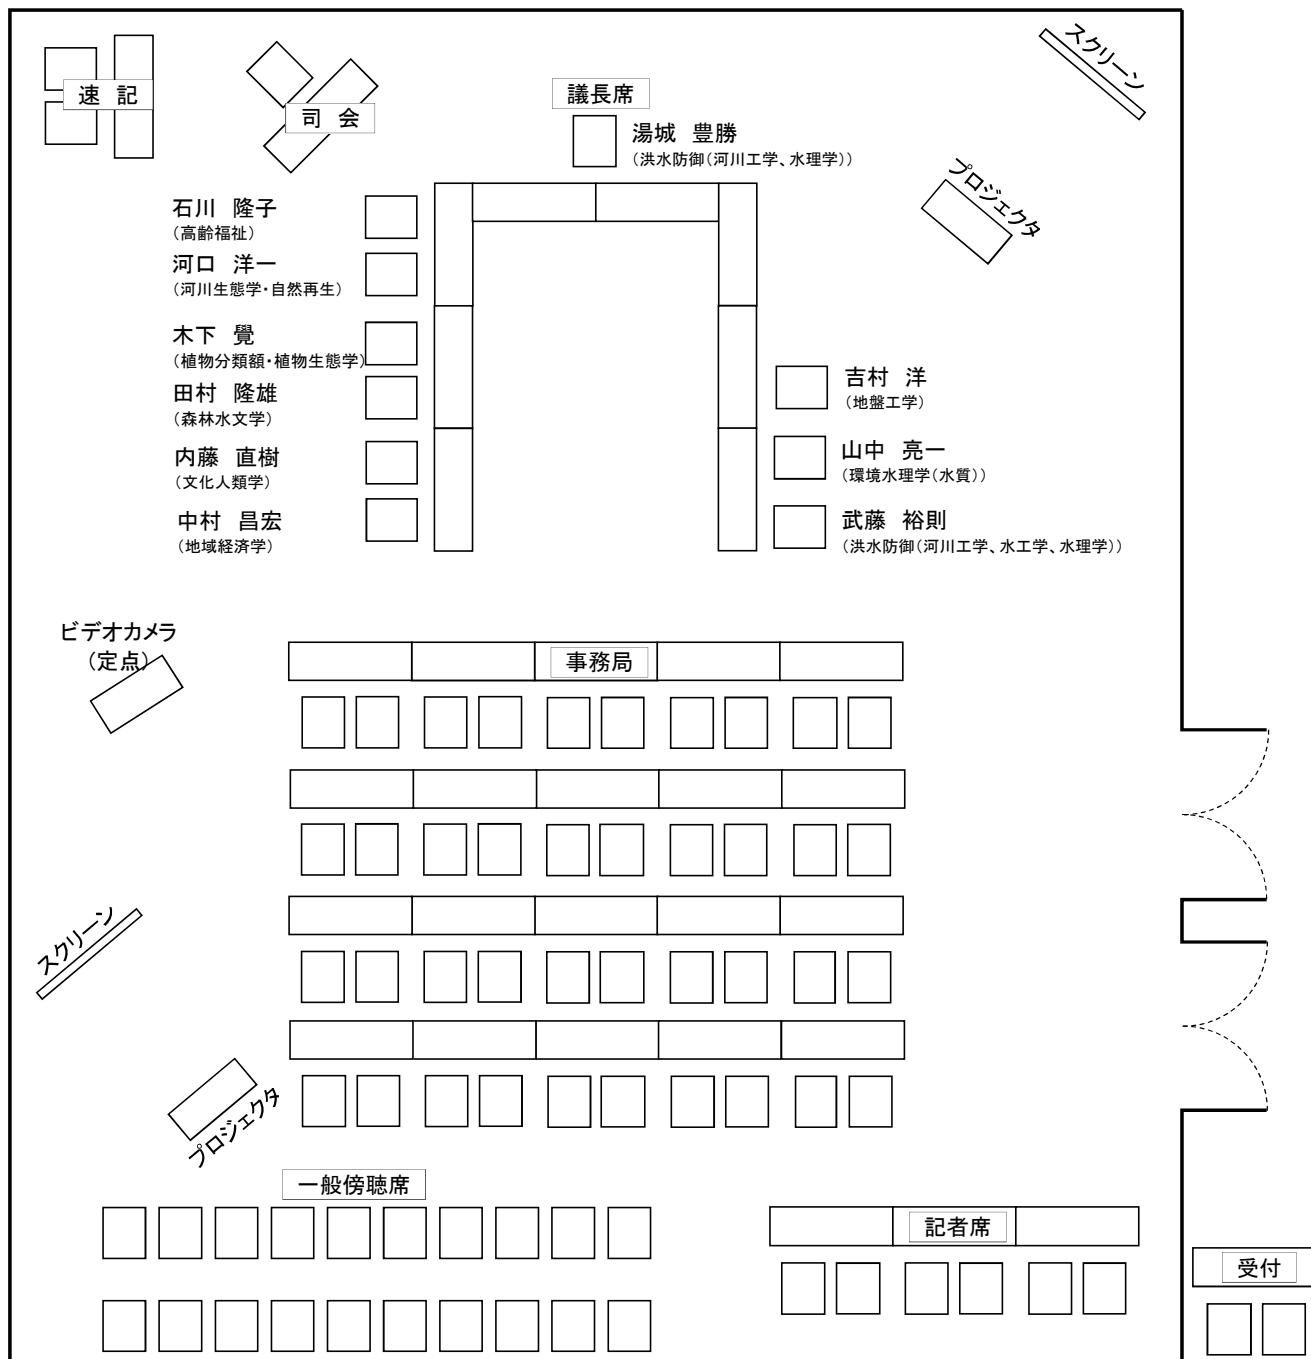 スクリーン
速 記
司 会
議長席
湯城 豊勝
(洪水防御(河川工学、水理学))
プロジェクタ
石川 隆子
(高齢福祉)
河口 洋一
(河川生態学・自然再生)
木下 覺
(植物分類額・植物生態学)
田村 隆雄
(森林水文学)
内藤 直樹
(文化人類学)
中村 昌宏
(地域経済学)
吉村 洋
(地盤工学)
山中 亮一
(環境水理学(水質))
武藤 裕則
(洪水防御(河川工学、水工学、水理学))
ビデオカメラ
(定点)
事務局
スクリーン
プロジェクタ
一般傍聴席
記者席
受付